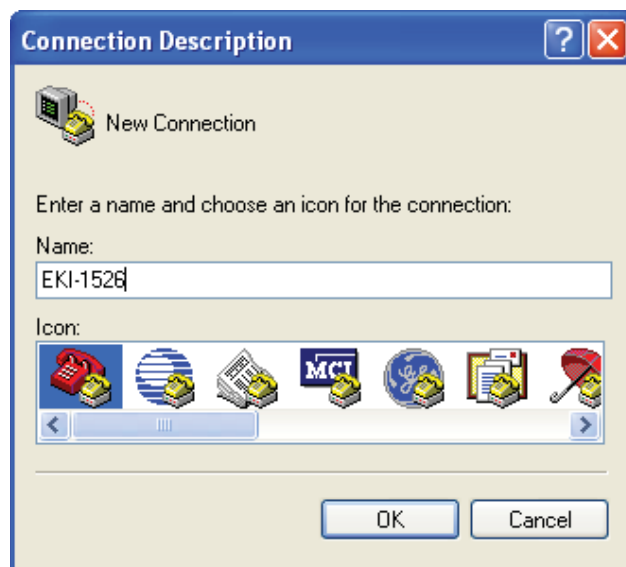 Connection Description
New Connection
Enter a name and choose an icon for the connection:
Name:
EKI-1526
Icon:
MCI
OK
Cancel